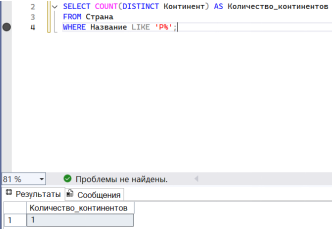 2 SELECT COUNT(DISTINCT Континент) AS Количество_континентов
3 FROM Страна
4 WHERE Название LIKE 'Р%';
81 % Проблемы не найдены.
Результаты Сообщения
Количество_континентов
1 1